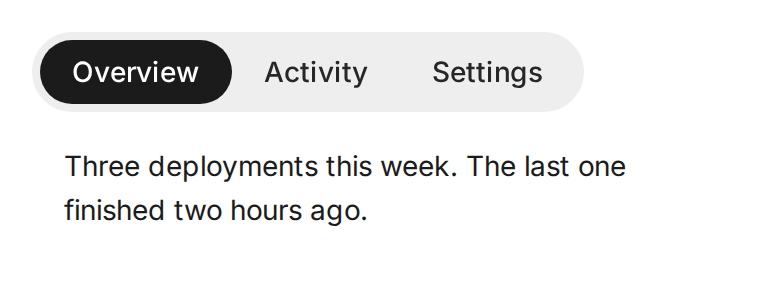 Overview Activity Settings
Three deployments this week. The last one
finished two hours ago.